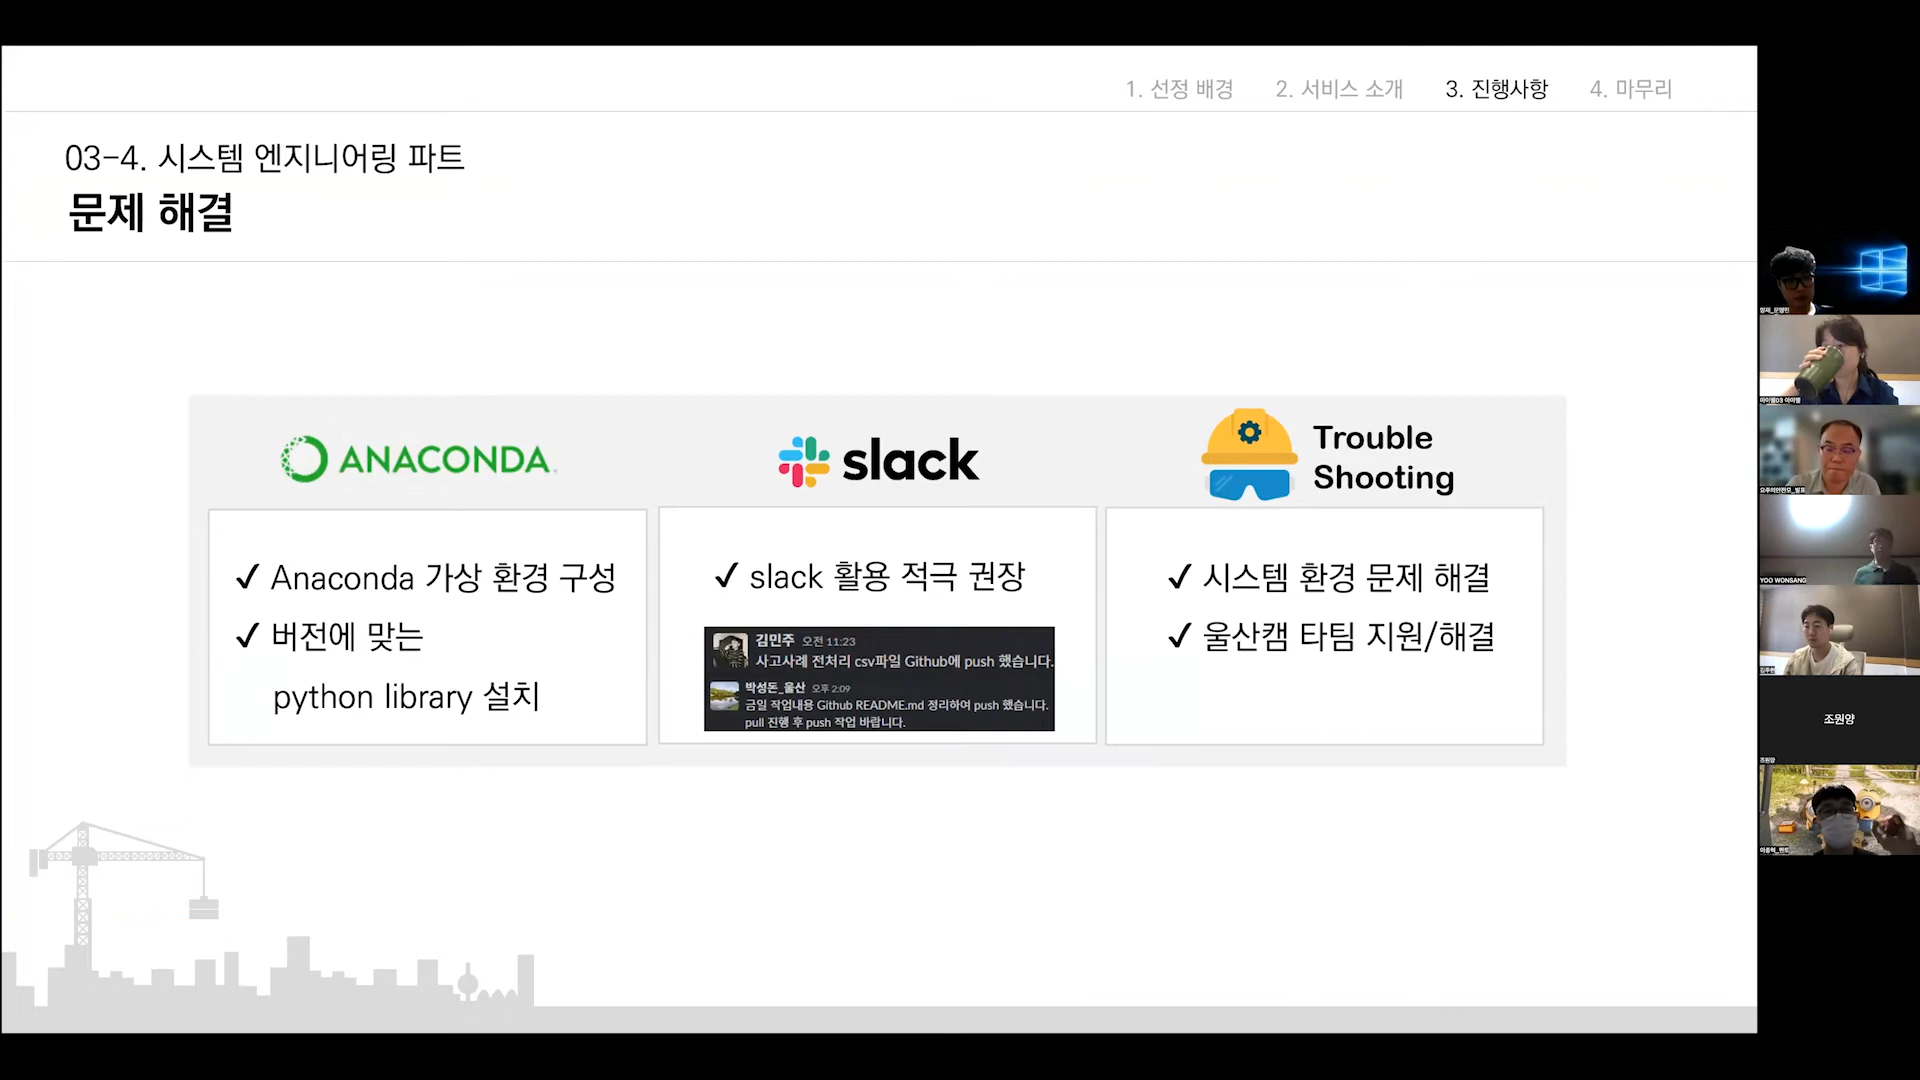 1. 선정 배경 2. 서비스 소개 3. 진행사항 4. 마무리
03-4. 시스템 엔지니어링 파트
문제 해결
ANACONDA
✓ Anaconda 가상 환경 구성
✓ 버전에 맞는
python library 설치
slack
✓ slack 활용 적극 권장
김민주 오전 11:23
사고사례 전처리 csv파일 Github에 push 했습니다.
박성돈_울산 오후 2:09
금일 작업내용 Github README.md 정리하여 push 했습니다.
pull 진행 후 push 작업 바랍니다.
Trouble
Shooting
✓ 시스템 환경 문제 해결
✓ 울산캠 타팀 지원/해결
YOO WONSANG
조원양
조원양